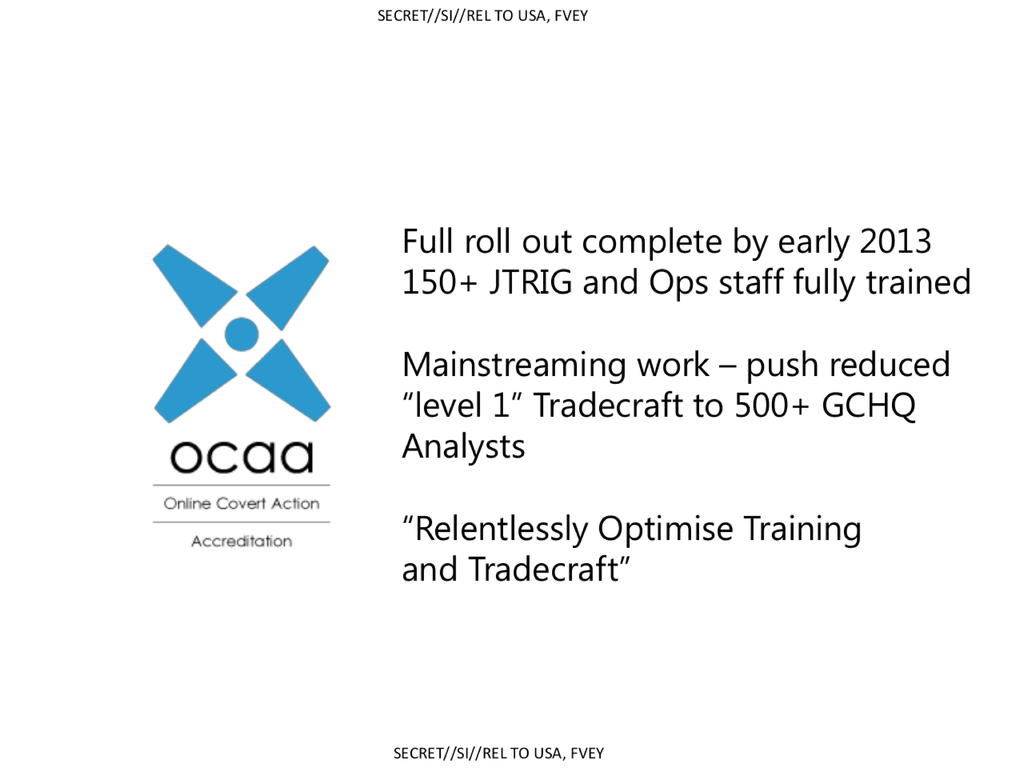 SECRET//SI//REL TO USA, FVEY
Full roll out complete by early 2013
150+ JTRIG and Ops staff fully trained
Mainstreaming work – push reduced
“level 1” Tradecraft to 500+ GCHQ
Analysts
“Relentlessly Optimise Training
and Tradecraft”
ocaa
Online Covert Action
Accreditation
SECRET//SI//REL TO USA, FVEY